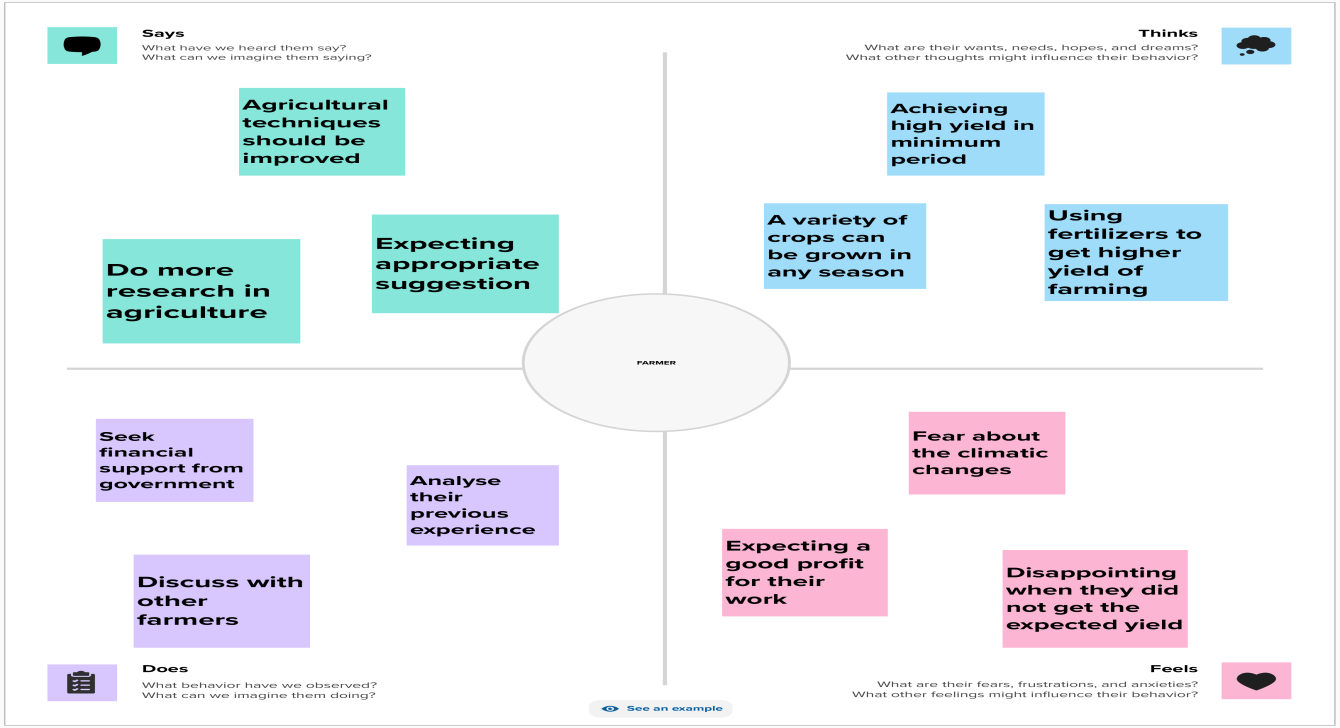 Says
What have we heard them say?
What can we imagine them saying?
Agricultural
techniques
should be
improved
Do more
research in
agriculture
Expecting
appropriate
suggestion
Thinks
What are their wants, needs, hopes, and dreams?
What other thoughts might influence their behavior?
Achieving
high yield in
minimum
period
A variety of
crops can
be grown in
any season
Using
fertilizers to
get higher
yield of
farming
FARMER
Seek
financial
support from
government
Analyse
their
previous
experience
Discuss with
other
farmers
Does
What behavior have we observed?
What can we imagine them doing?
Fear about
the climatic
changes
Expecting a
good profit
for their
work
Disappointing
when they did
not get the
expected yield
Feels
What are their fears, frustrations, and anxieties?
What other feelings might influence their behavior?
See an example